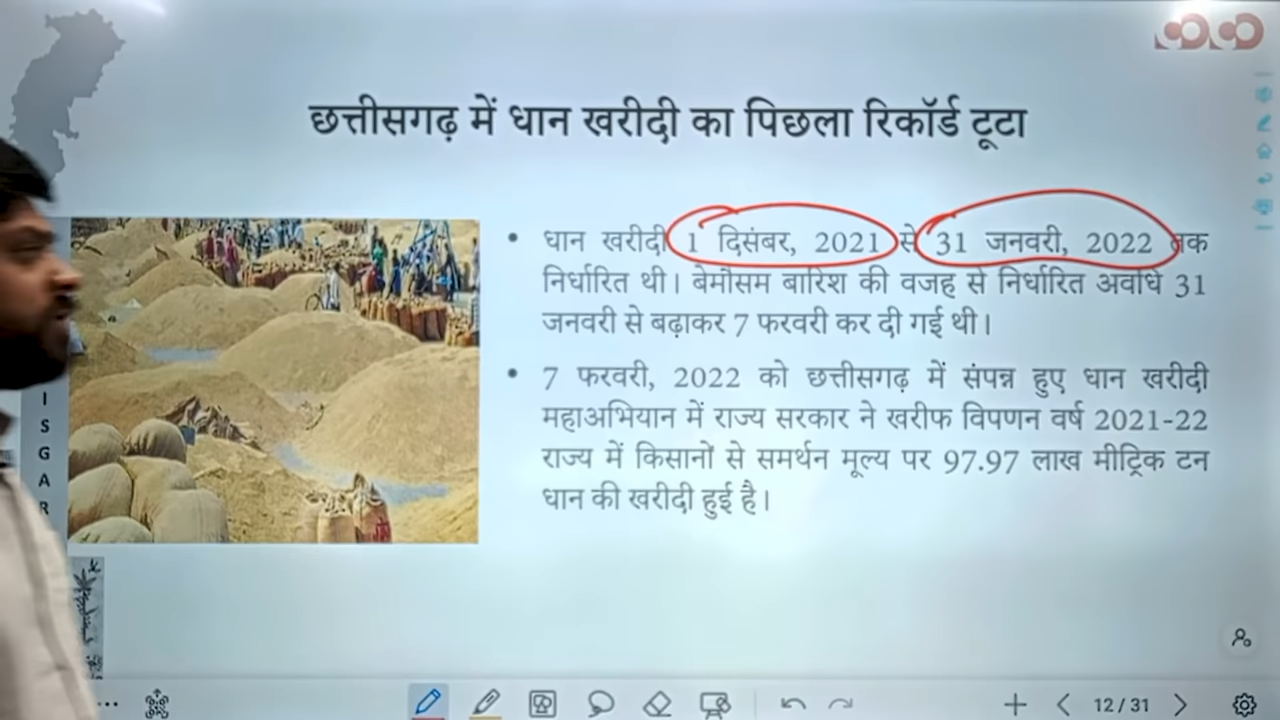 छत्तीसगढ़ में धान खरीदी का पिछला रिकॉर्ड टूटा
धान खरीदी 1 दिसंबर, 2021 से 31 जनवरी, 2022 तक
निर्धारित थी। बेमौसम बारिश की वजह से निर्धारित अवधि 31
जनवरी से बढ़ाकर 7 फरवरी कर दी गई थी।
7 फरवरी, 2022 को छत्तीसगढ़ में संपन्न हुए धान खरीदी
महाअभियान में राज्य सरकार ने खरीफ विपणन वर्ष 2021-22
राज्य में किसानों से समर्थन मूल्य पर 97.97 लाख मीट्रिक टन
धान की खरीदी हुई है।
I
S
G
A
R
12 / 31